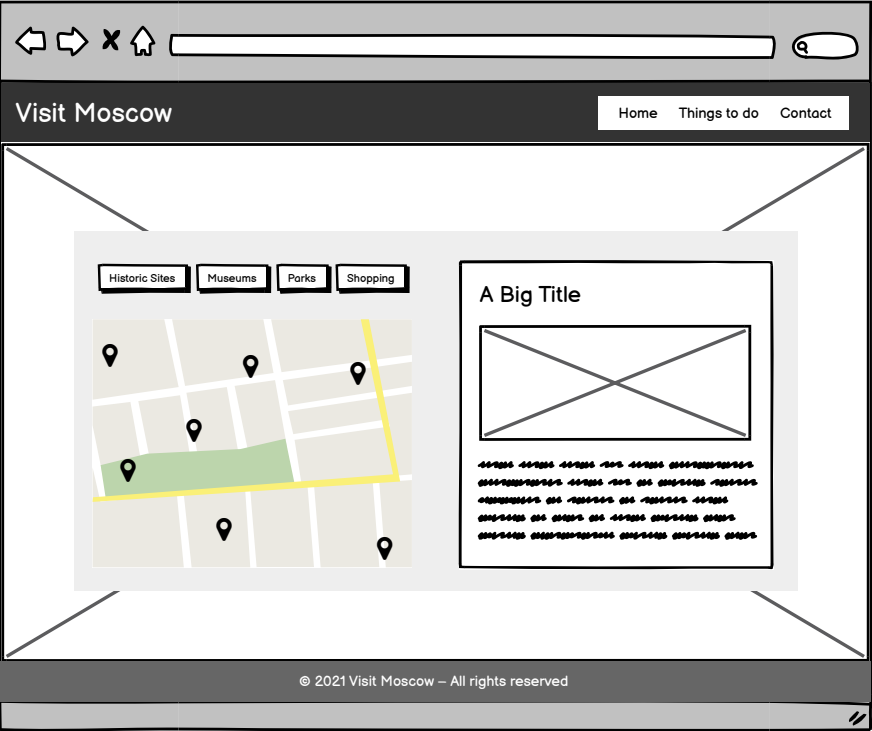 Visit Moscow
Home Things to do Contact
Historic Sites Museums Parks Shopping
A Big Title
© 2021 Visit Moscow – All rights reserved